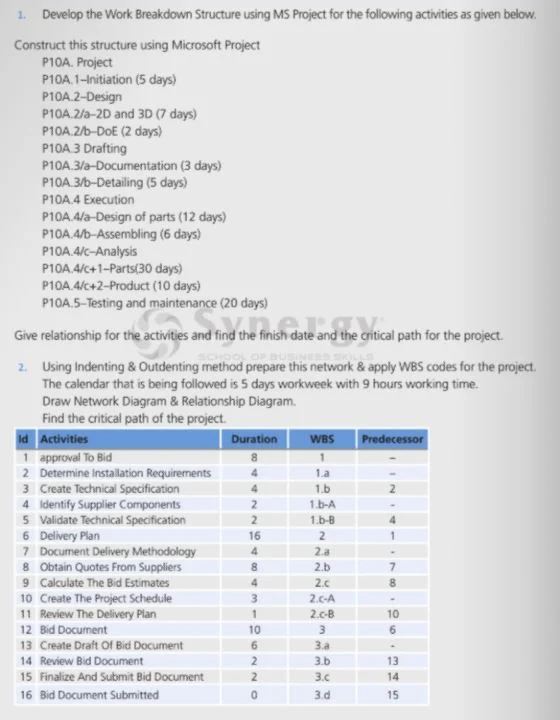 1. Develop the Work Breakdown Structure using MS Project for the following activities as given below.
Construct this structure using Microsoft Project
P10A. Project
P10A.1–Initiation (5 days)
P10A.2–Design
P10A.2/a–2D and 3D (7 days)
P10A.2/b–DoE (2 days)
P10A.3 Drafting
P10A.3/a–Documentation (3 days)
P10A.3/b–Detailing (5 days)
P10A.4 Execution
P10A.4/a–Design of parts (12 days)
P10A.4/b–Assembling (6 days)
P10A.4/c–Analysis
P10A.4/c+1–Parts(30 days)
P10A.4/c+2–Product (10 days)
P10A.5–Testing and maintenance (20 days)
Synergy
SCHOOL OF BUSINESS SKILLS
Give relationship for the activities and find the finish date and the critical path for the project.
2. Using Indenting & Outdenting method prepare this network & apply WBS codes for the project.
The calendar that is being followed is 5 days workweek with 9 hours working time.
Draw Network Diagram & Relationship Diagram.
Find the critical path of the project.
Id Activities Duration WBS Predecessor
1 approval To Bid 8 1 –
2 Determine Installation Requirements 4 1.a –
3 Create Technical Specification 4 1.b 2
4 Identify Supplier Components 2 1.b-A -
5 Validate Technical Specification 2 1.b-B 4
6 Delivery Plan 16 2 1
7 Document Delivery Methodology 4 2.a -
8 Obtain Quotes From Suppliers 8 2.b 7
9 Calculate The Bid Estimates 4 2.c 8
10 Create The Project Schedule 3 2.c-A -
11 Review The Delivery Plan 1 2.c-B 10
12 Bid Document 10 3 6
13 Create Draft Of Bid Document 6 3.a -
14 Review Bid Document 2 3.b 13
15 Finalize And Submit Bid Document 2 3.c 14
16 Bid Document Submitted 0 3.d 15